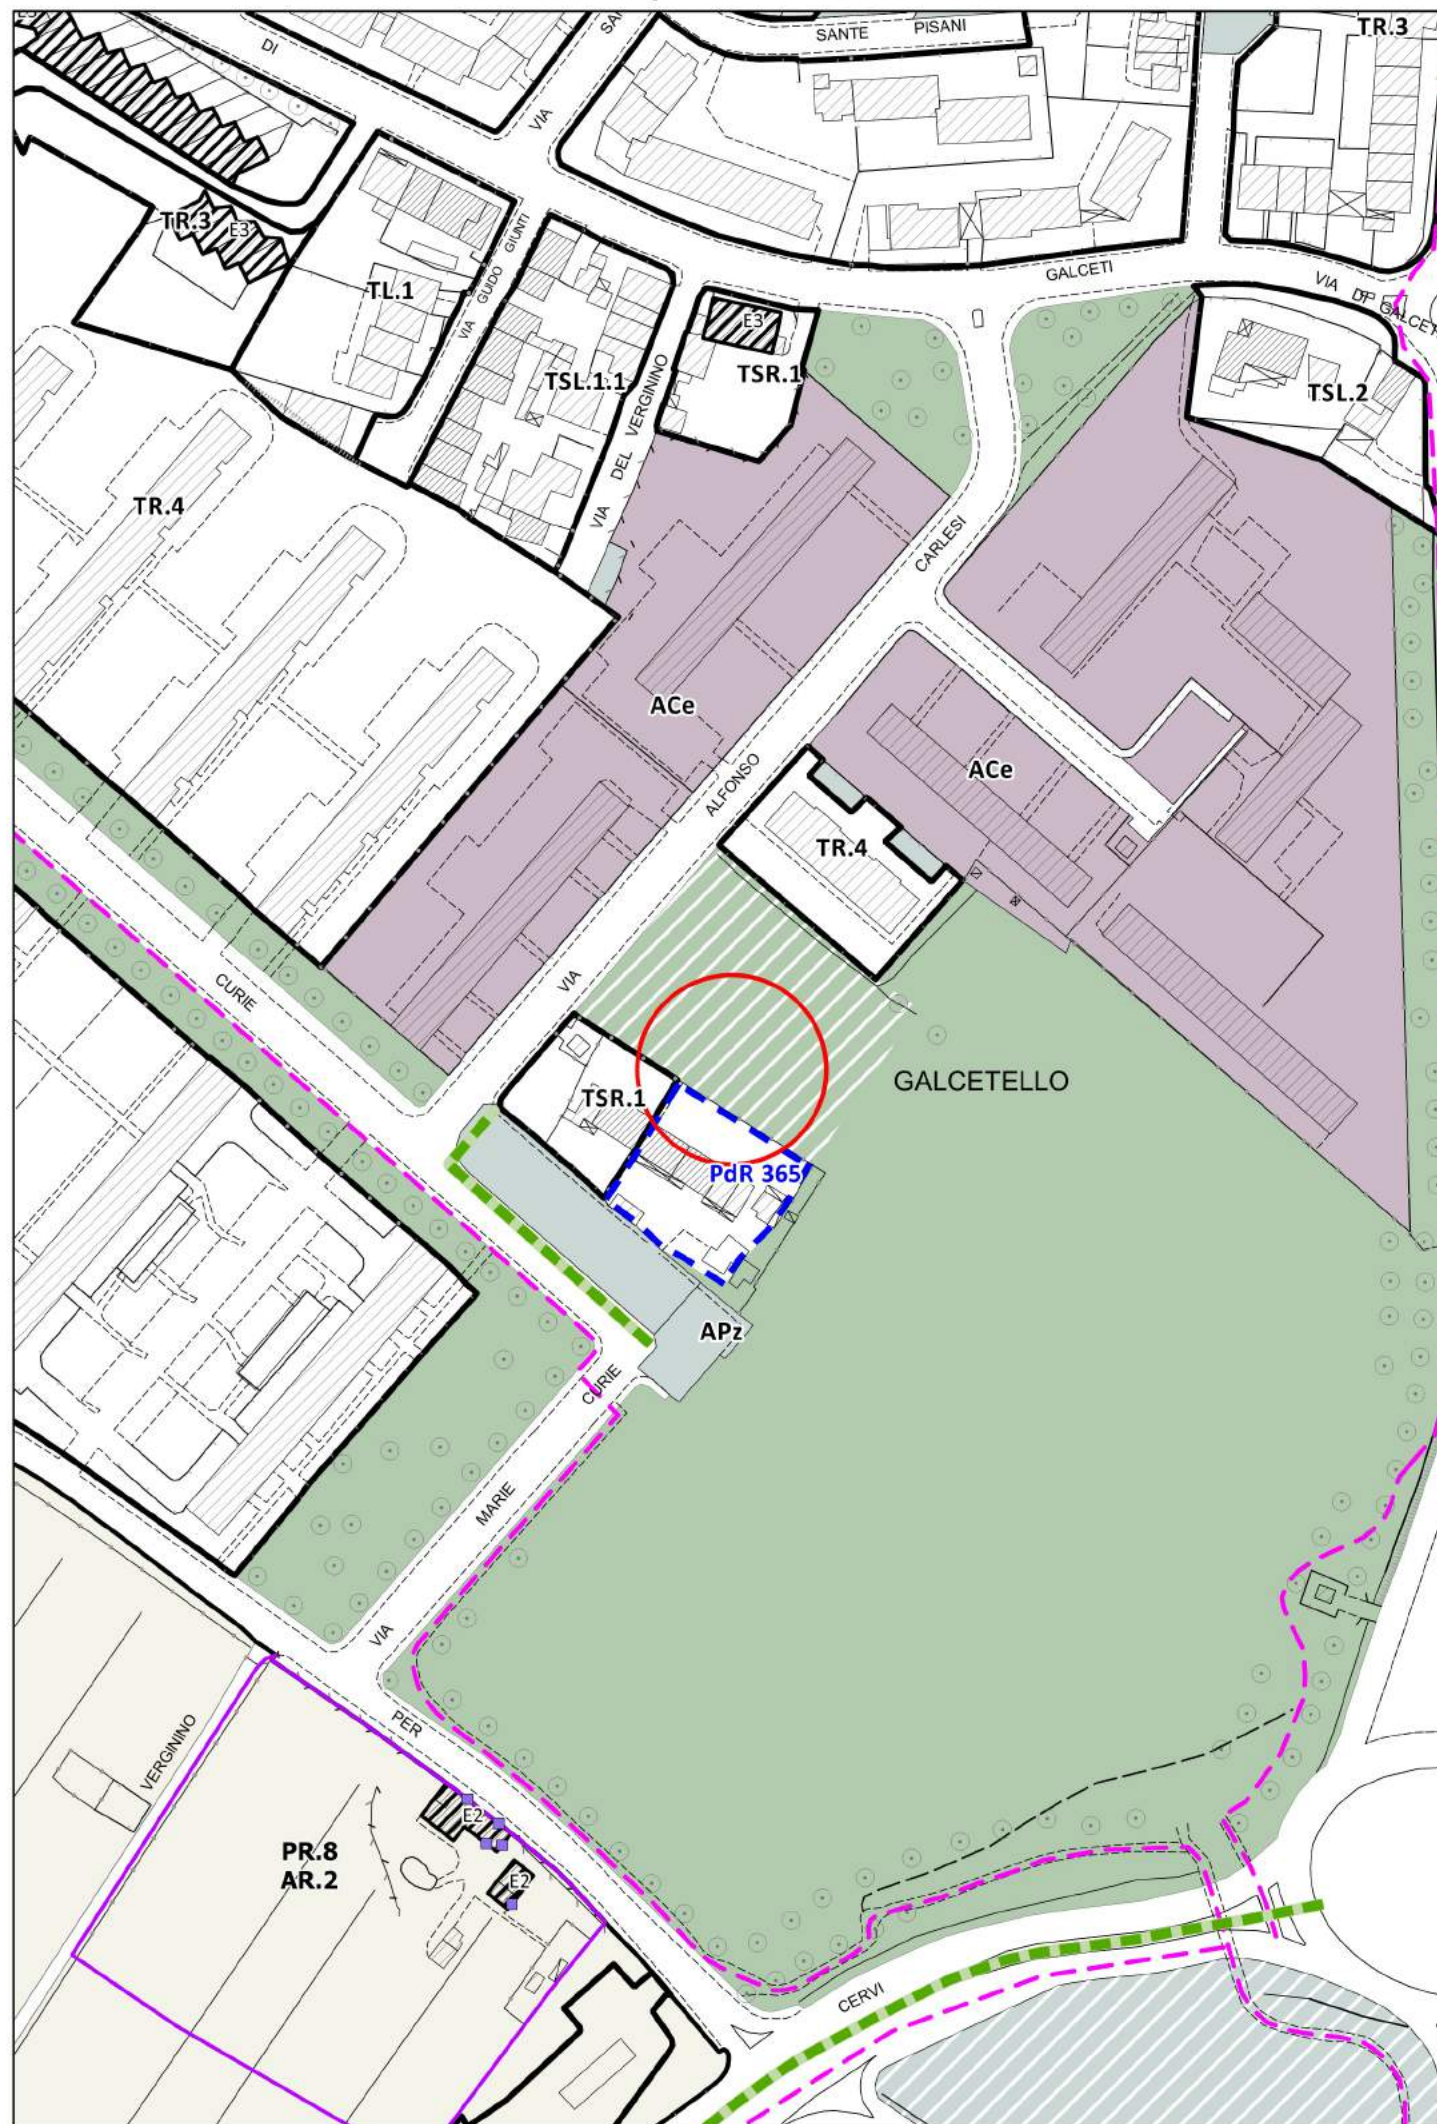 SANTE PISANI
TR.3
DI
VIA
TR.3
E3
TL.1
VIA GUIDO GIUNTI
TSL.1.1
VIA DEL VERGININO
E3
TSR.1
GALCETI
VIA DI GALCETI
TSL.2
TR.4
CARLESI
ACe
ALFONSO
ACe
TR.4
VIA
CURIE
TSR.1
GALCETELLO
PdR 365
APz
CURIE
MARIE
VIA
PER
VERGININO
E2
PR.8
AR.2
E2
CERVI